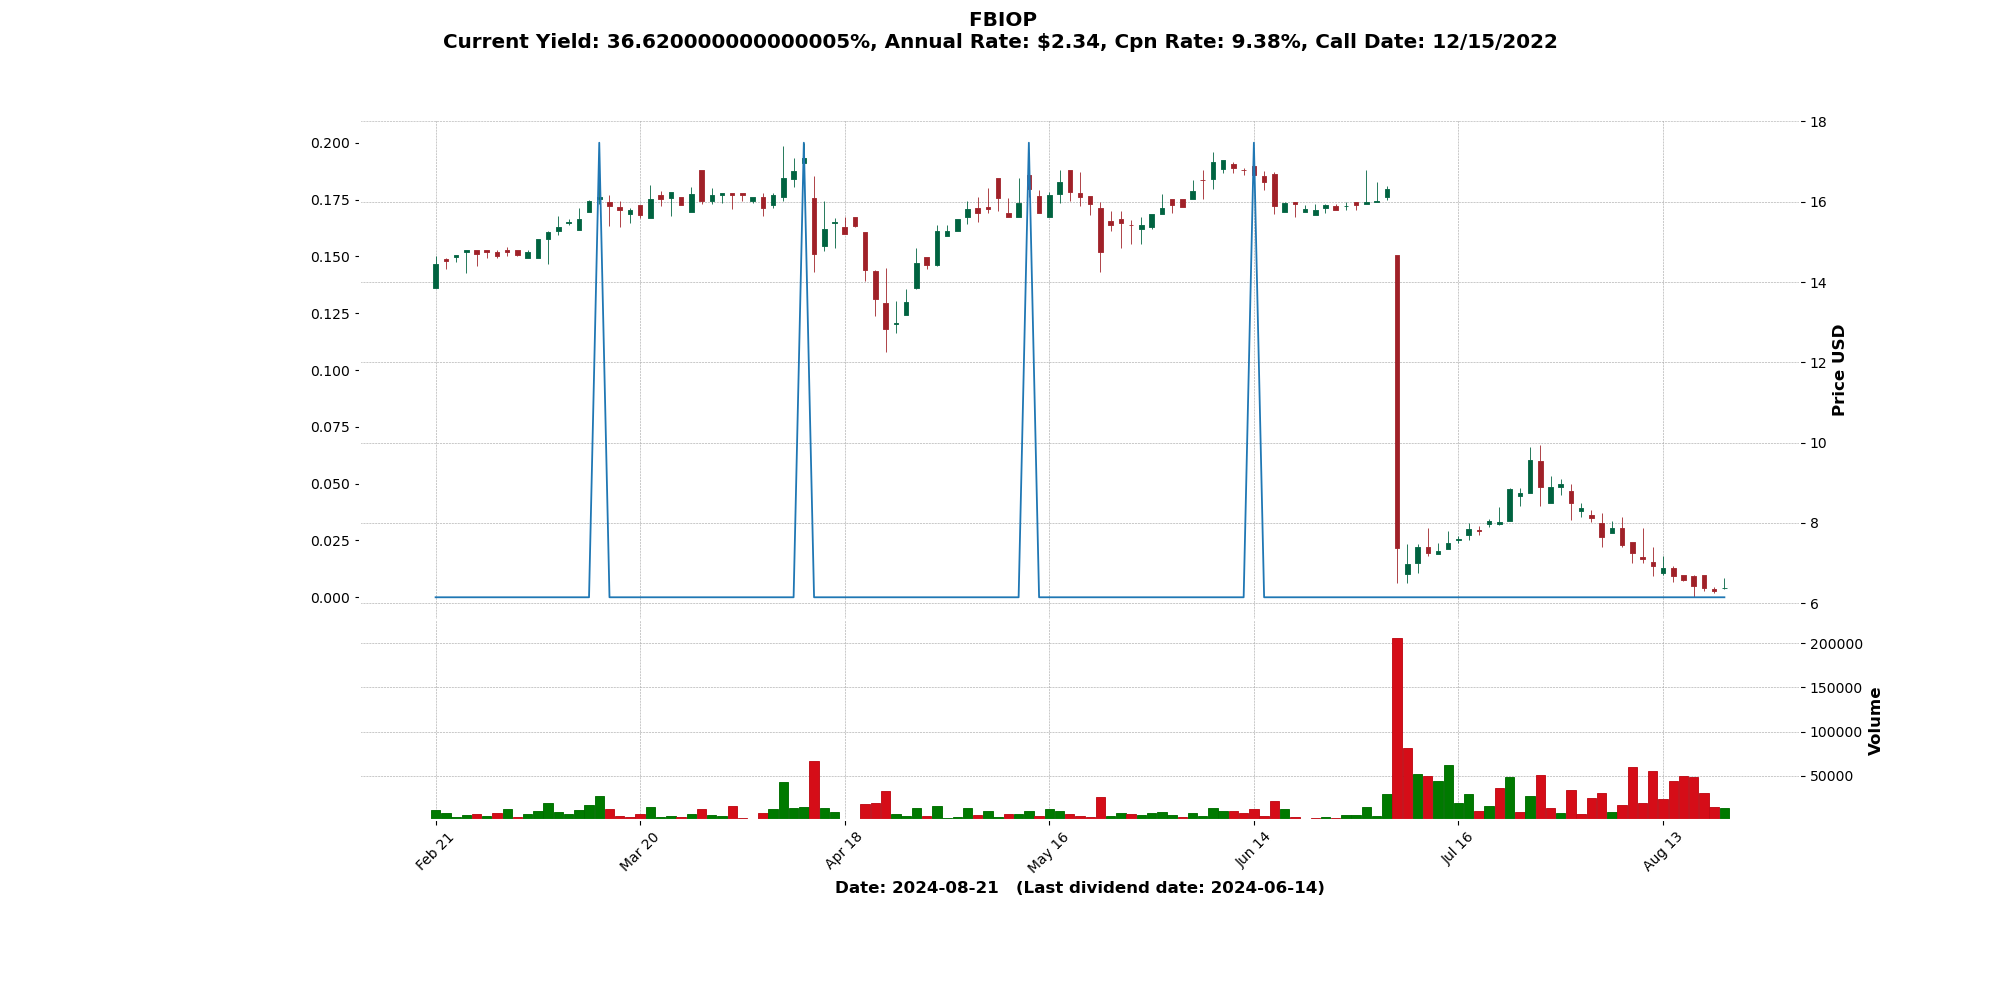 FBIOP
Current Yield: 36.620000000000005%, Annual Rate: $2.34, Cpn Rate: 9.38%, Call Date: 12/15/2022
0.200
0.175
0.150
0.125
0.100
0.075
0.050
0.025
0.000
18
16
14
12
10
8
6
Price USD
200000
150000
100000
50000
Volume
Feb 21
Mar 20
Apr 18
May 16
Jun 14
Jul 16
Aug 13
Date: 2024-08-21 (Last dividend date: 2024-06-14)